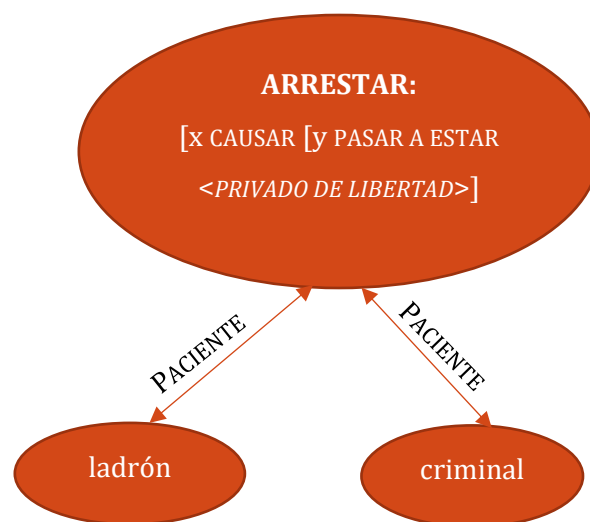 ARRESTAR:
[x CAUSAR [y PASAR A ESTAR
<PRIVADO DE LIBERTAD>]
PACIENTE
PACIENTE
ladrón
criminal